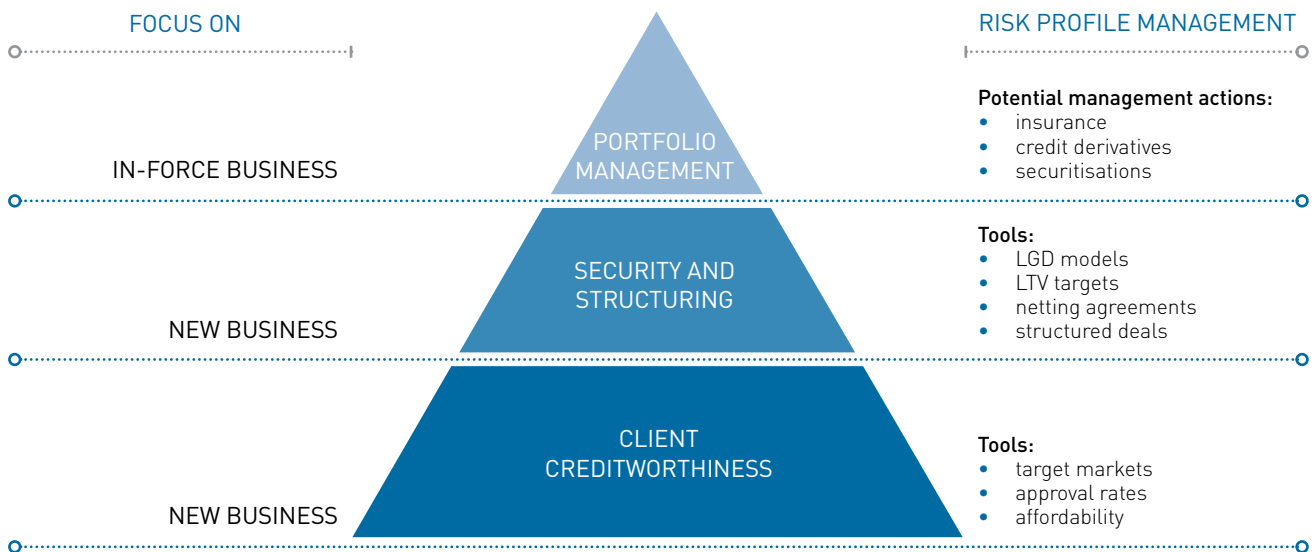 FOCUS ON
RISK PROFILE MANAGEMENT
IN-FORCE BUSINESS
PORTFOLIO
MANAGEMENT
Potential management actions:
• insurance
• credit derivatives
• securitisations
NEW BUSINESS
SECURITY AND
STRUCTURING
Tools:
• LGD models
• LTV targets
• netting agreements
• structured deals
NEW BUSINESS
CLIENT
CREDITWORTHINESS
Tools:
• target markets
• approval rates
• affordability